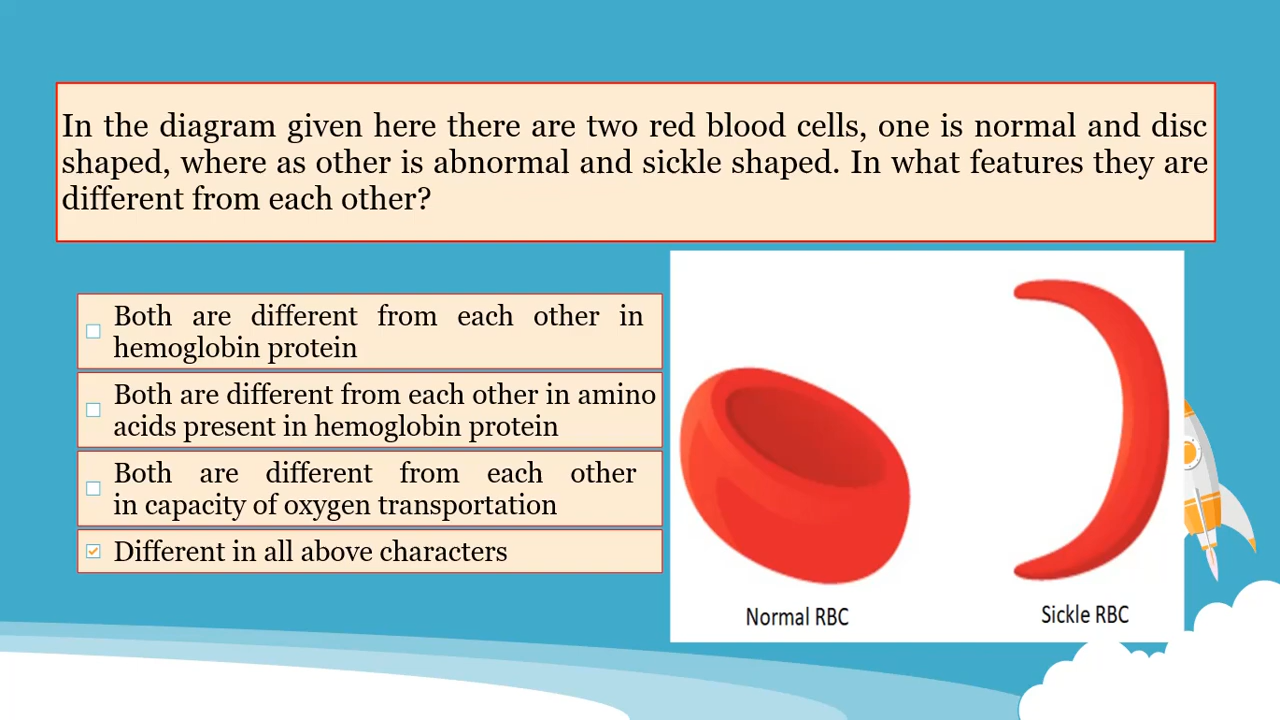 In the diagram given here there are two red blood cells, one is normal and disc
shaped, where as other is abnormal and sickle shaped. In what features they are
different from each other?
Both are different from each other in
hemoglobin protein
Both are different from each other in amino
acids present in hemoglobin protein
Both are different from each other
in capacity of oxygen transportation
Different in all above characters
Normal RBC
Sickle RBC